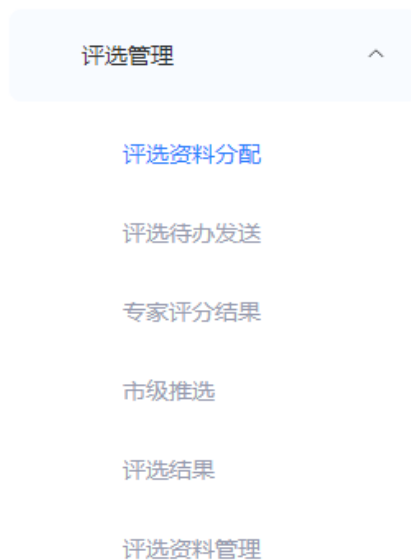 评选管理
评选资料分配
评选待办发送
专家评分结果
市级推选
评选结果
评选资料管理